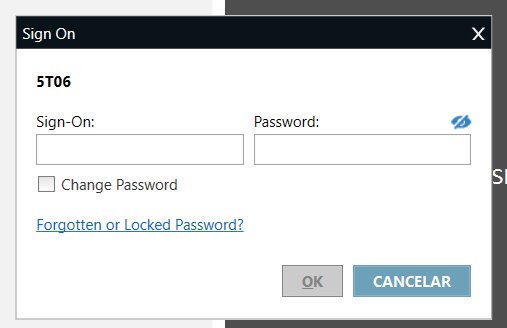 Sign On X
5T06
Sign-On: Password:
Change Password
Forgotten or Locked Password?
OK CANCELAR